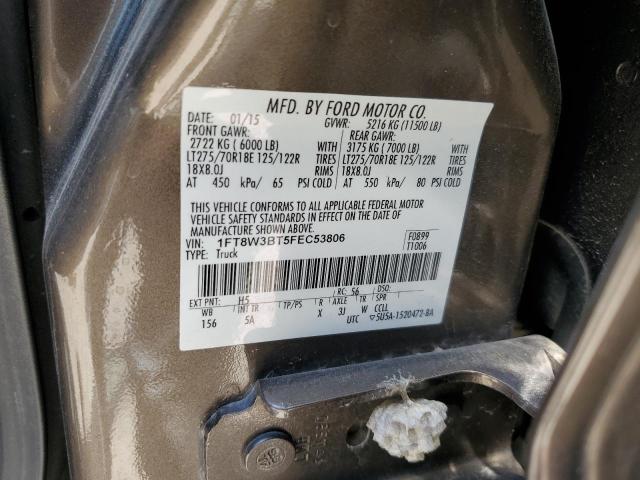 MFD. BY FORD MOTOR CO.
DATE: 01/15 GVWR: 5216 KG (11500 LB)
FRONT GAWR: REAR GAWR:
2722 KG ( 6000 LB) WITH 3175 KG ( 7000 LB) WITH
LT275/70R18E 125/122R TIRES LT275/70R18E 125/122R TIRES
18X8.0J RIMS 18X8.0J RIMS
AT 450 kPa/ 65 PSI COLD AT 550 kPa/ 80 PSI COLD
THIS VEHICLE CONFORMS TO ALL APPLICABLE FEDERAL MOTOR
VEHICLE SAFETY STANDARDS IN EFFECT ON THE DATE OF
MANUFACTURE SHOWN ABOVE.
VIN: 1FT8W3BT5FEC53806 F0899
TYPE: Truck T1006
EXT PNT: H5 RC: 56 DSO:
WB INT TR TP/PS R AXLE TR SPR
156 5A X 3J W CCLL
UTC ▽5U5A-1520472-BA